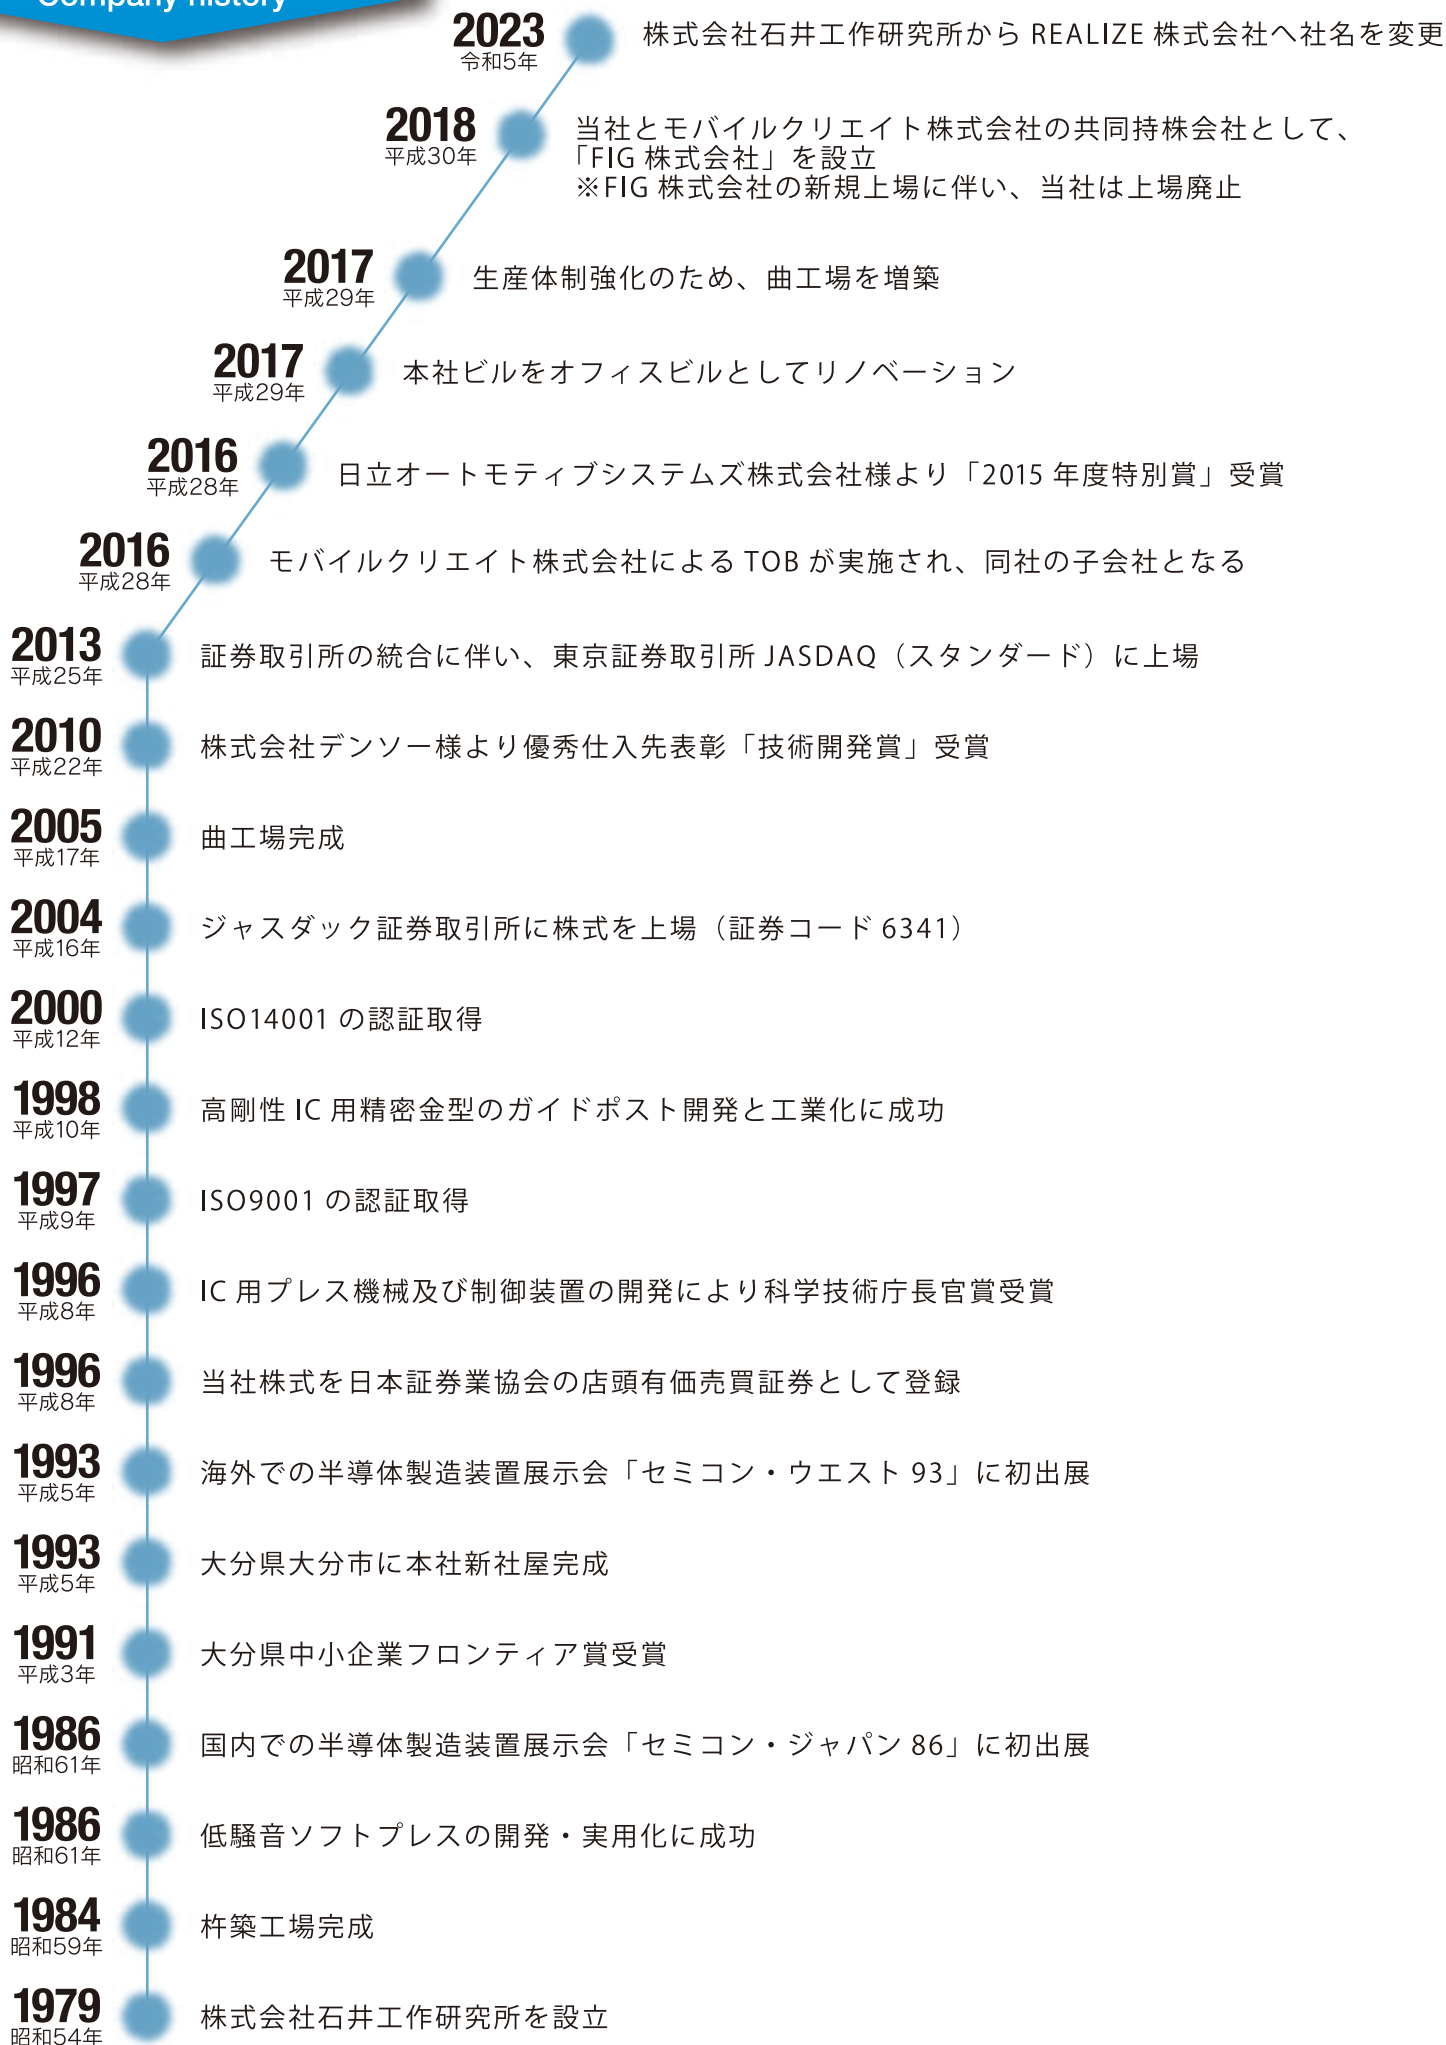 Company history
2023
令和5年
株式会社石井工作研究所から REALIZE 株式会社へ社名を変更
2018
平成30年
当社とモバイルクリエイト株式会社の共同持株会社として、
「FIG 株式会社」を設立
※FIG 株式会社の新規上場に伴い、当社は上場廃止
2017
平成29年
生産体制強化のため、曲工場を増築
2017
平成29年
本社ビルをオフィスビルとしてリノベーション
2016
平成28年
日立オートモティブシステムズ株式会社様より「2015 年度特別賞」受賞
2016
平成28年
モバイルクリエイト株式会社による TOB が実施され、同社の子会社となる
2013
平成25年
証券取引所の統合に伴い、東京証券取引所 JASDAQ（スタンダード）に上場
2010
平成22年
株式会社デンソー様より優秀仕入先表彰「技術開発賞」受賞
2005
平成17年
曲工場完成
2004
平成16年
ジャスダック証券取引所に株式を上場（証券コード 6341）
2000
平成12年
ISO14001 の認証取得
1998
平成10年
高剛性 IC 用精密金型のガイドポスト開発と工業化に成功
1997
平成9年
ISO9001 の認証取得
1996
平成8年
IC 用プレス機械及び制御装置の開発により科学技術庁長官賞受賞
1996
平成8年
当社株式を日本証券業協会の店頭有価売買証券として登録
1993
平成5年
海外での半導体製造装置展示会「セミコン・ウエスト 93」に初出展
1993
平成5年
大分県大分市に本社新社屋完成
1991
平成3年
大分県中小企業フロンティア賞受賞
1986
昭和61年
国内での半導体製造装置展示会「セミコン・ジャパン 86」に初出展
1986
昭和61年
低騒音ソフトプレスの開発・実用化に成功
1984
昭和59年
杵築工場完成
1979
昭和54年
株式会社石井工作研究所を設立